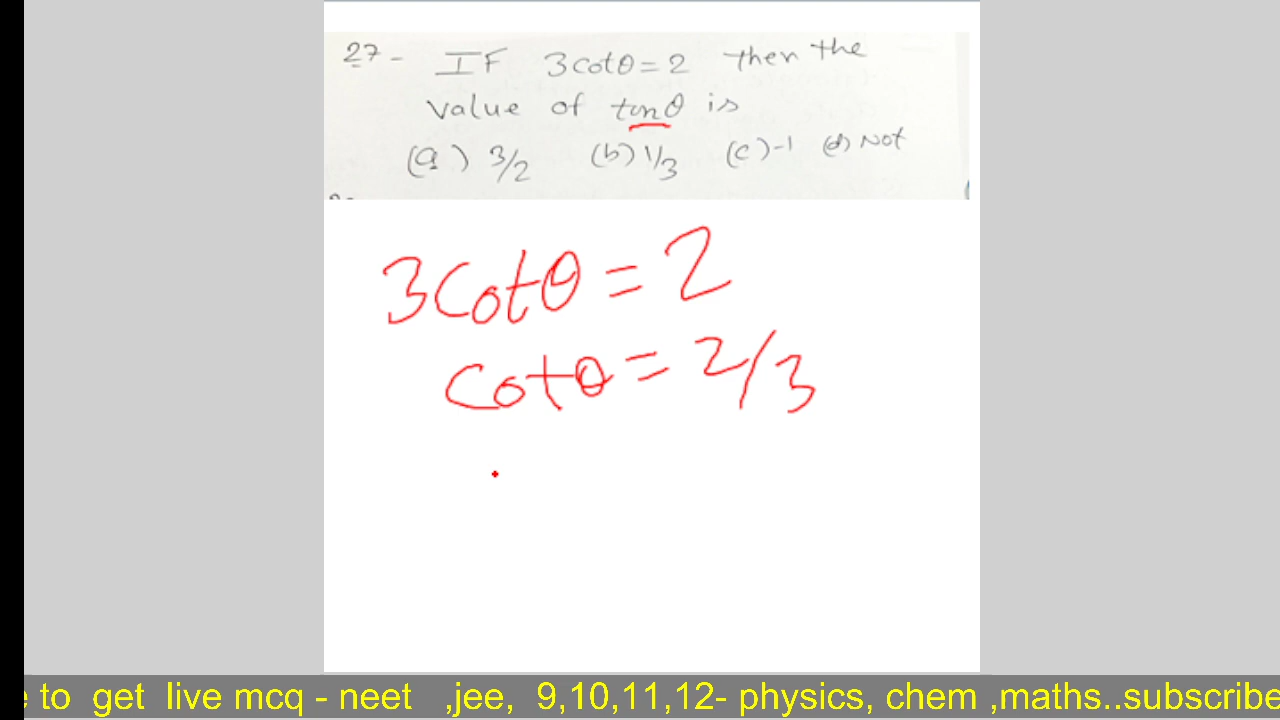 27- IF 3cotθ=2 then the
value of tanθ is
(a) 3/2 (b) 1/3 (c) -1 (d) Not
3cotθ = 2
cotθ = 2/3
to get live mcq - neet ,jee, 9,10,11,12- physics, chem ,maths..subscribe